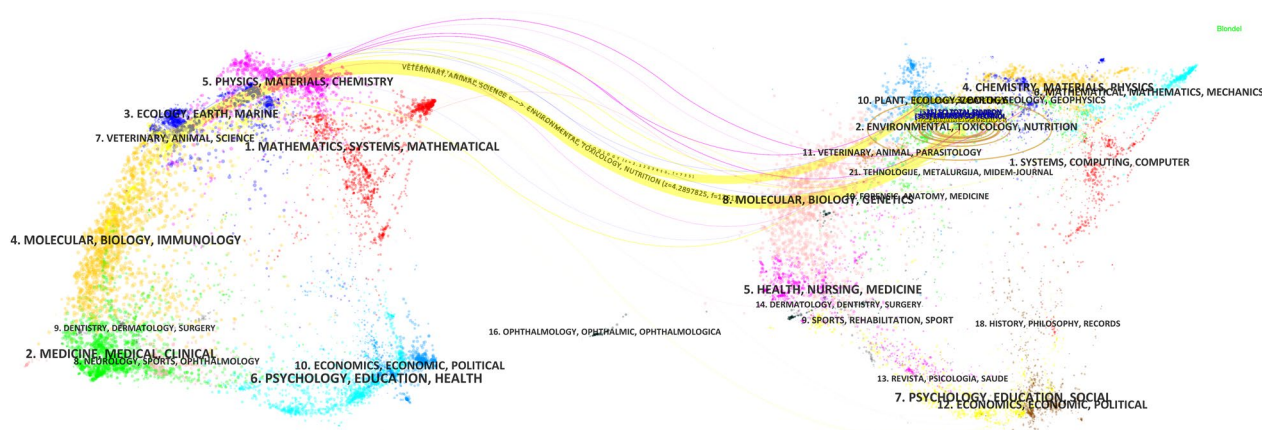 Blondel
5. PHYSICS, MATERIALS, CHEMISTRY
3. ECOLOGY, EARTH, MARINE
7. VETERINARY, ANIMAL, SCIENCE
1. MATHEMATICS, SYSTEMS, MATHEMATICAL
4. MOLECULAR, BIOLOGY, IMMUNOLOGY
9. DENTISTRY, DERMATOLOGY, SURGERY
2. MEDICINE, MEDICAL, CLINICAL
8. NEUROLOGY, SPORTS, OPHTHALMOLOGY
10. ECONOMICS, ECONOMIC, POLITICAL
6. PSYCHOLOGY, EDUCATION, HEALTH
VETERINARY, ANIMAL, SCIENCE ENVIRONMENTAL, TOXICOLOGY, NUTRITION (z=4.2897825,
4. CHEMISTRY, MATERIALS, PHYSICS
MATHEMATICAL, MATHEMATICS, MECHANICS
10. PLANT, ECOLOGY, ZOOLOGY
GEOLOGY, GEOPHYSICS
2. ENVIRONMENTAL, TOXICOLOGY, NUTRITION
11. VETERINARY, ANIMAL, PARASITOLOGY
1. SYSTEMS, COMPUTING, COMPUTER
21. TEHNOLOGIJE, METALURGIJA, MIDEM-JOURNAL
8. MOLECULAR, BIOLOGY, GENETICS
FORENSIC, ANATOMY, MEDICINE
5. HEALTH, NURSING, MEDICINE
14. DERMATOLOGY, DENTISTRY, SURGERY
9. SPORTS, REHABILITATION, SPORT
18. HISTORY, PHILOSOPHY, RECORDS
16. OPHTHALMOLOGY, OPHTHALMIC, OPHTHALMOLOGICA
13. REVISTA, PSICOLOGIA, SAUDE
7. PSYCHOLOGY, EDUCATION, SOCIAL
12. ECONOMICS, ECONOMIC, POLITICAL